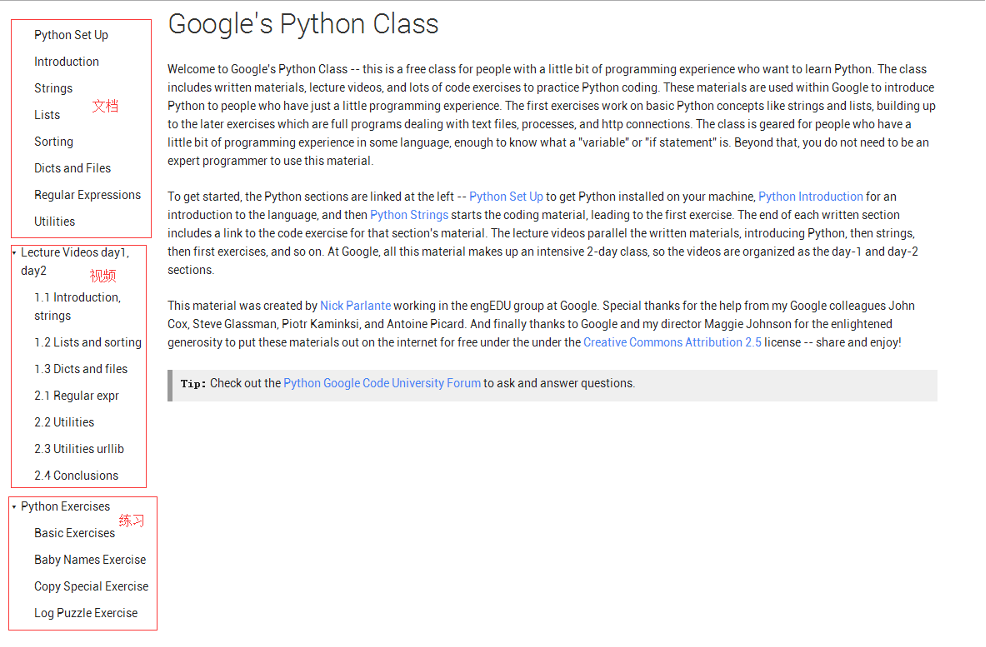 Python Set Up
Introduction
Strings
文档
Lists
Sorting
Dicts and Files
Regular Expressions
Utilities
Lecture Videos day1,
day2
视频
1.1 Introduction,
strings
1.2 Lists and sorting
1.3 Dicts and files
2.1 Regular expr
2.2 Utilities
2.3 Utilities urllib
2.4 Conclusions
Python Exercises
练习
Basic Exercises
Baby Names Exercise
Copy Special Exercise
Log Puzzle Exercise
Google's Python Class
Welcome to Google's Python Class -- this is a free class for people with a little bit of programming experience who want to learn Python. The class
includes written materials, lecture videos, and lots of code exercises to practice Python coding. These materials are used within Google to introduce
Python to people who have just a little programming experience. The first exercises work on basic Python concepts like strings and lists, building up
to the later exercises which are full programs dealing with text files, processes, and http connections. The class is geared for people who have a
little bit of programming experience in some language, enough to know what a "variable" or "if statement" is. Beyond that, you do not need to be an
expert programmer to use this material.
To get started, the Python sections are linked at the left -- Python Set Up to get Python installed on your machine, Python Introduction for an
introduction to the language, and then Python Strings starts the coding material, leading to the first exercise. The end of each written section
includes a link to the code exercise for that section's material. The lecture videos parallel the written materials, introducing Python, then strings,
then first exercises, and so on. At Google, all this material makes up an intensive 2-day class, so the videos are organized as the day-1 and day-2
sections.
This material was created by Nick Parlante working in the engEDU group at Google. Special thanks for the help from my Google colleagues John
Cox, Steve Glassman, Piotr Kaminksi, and Antoine Picard. And finally thanks to Google and my director Maggie Johnson for the enlightened
generosity to put these materials out on the internet for free under the under the Creative Commons Attribution 2.5 license -- share and enjoy!
Tip: Check out the Python Google Code University Forum to ask and answer questions.